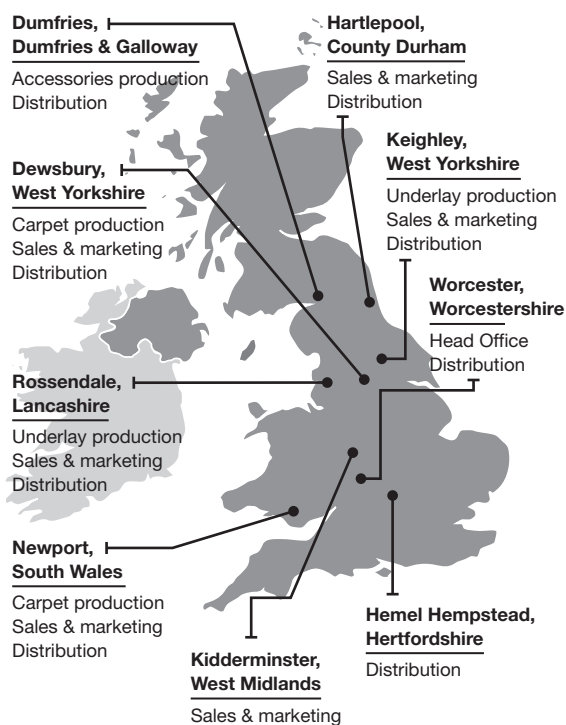 Dumfries,
Dumfries & Galloway
Accessories production
Distribution
Hartlepool,
County Durham
Sales & marketing
Distribution
Keighley,
West Yorkshire
Underlay production
Sales & marketing
Distribution
Dewsbury,
West Yorkshire
Carpet production
Sales & marketing
Distribution
Worcester,
Worcestershire
Head Office
Distribution
Rossendale,
Lancashire
Underlay production
Sales & marketing
Distribution
Newport,
South Wales
Carpet production
Sales & marketing
Distribution
Hemel Hempstead,
Hertfordshire
Distribution
Kidderminster,
West Midlands
Sales & marketing